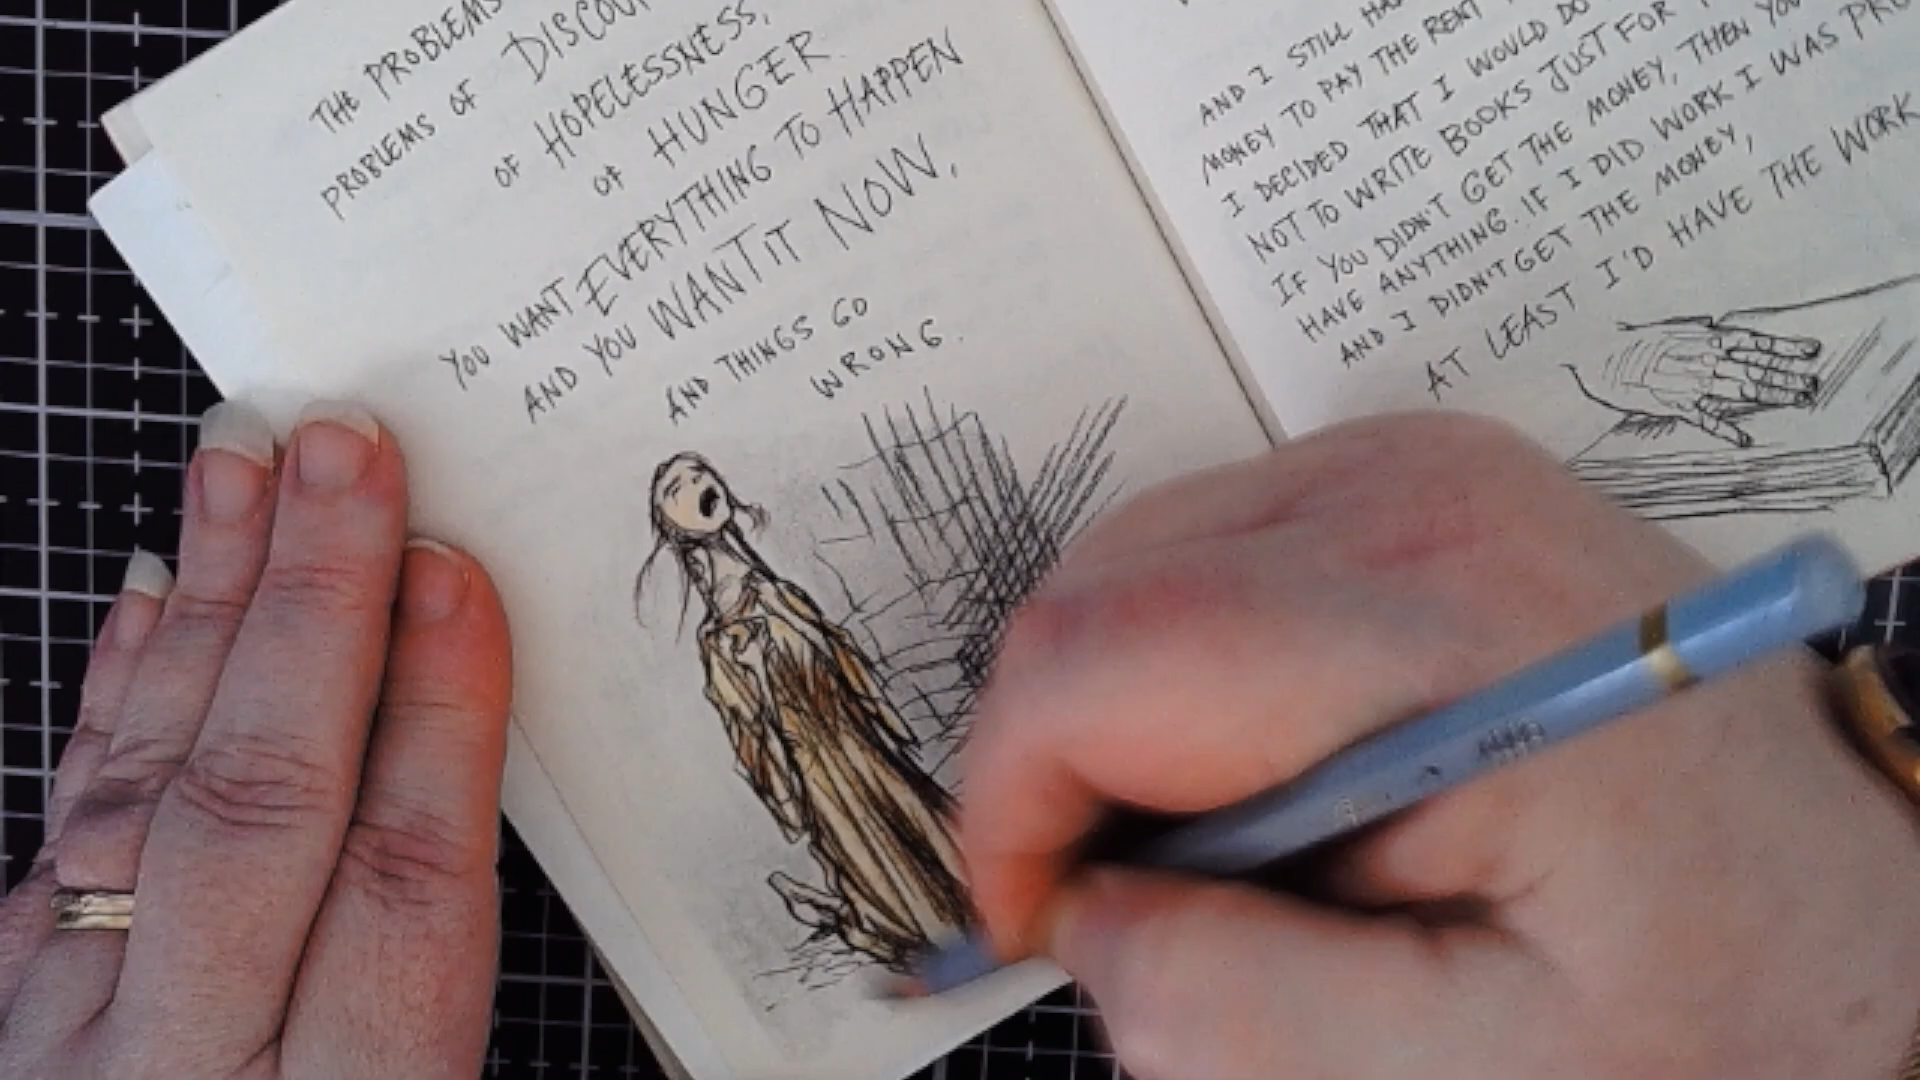 THE PROBLEMS
PROBLEMS OF
OF HOPELESSNESS,
OF HUNGER
YOU WANT EVERYTHING TO HAPPEN
AND YOU WANT IT NOW,
AND THINGS GO
WRONG.
AND I STILL
MONEY TO PAY THE RENT
I DECIDED THAT I WOULD DO
NOT TO WRITE BOOKS JUST FOR
IF YOU DIDN'T GET THE MONEY, THEN YOU
HAVE ANYTHING. IF I DID WORK I WAS
AND I DIDN'T GET THE MONEY,
AT LEAST I'D HAVE THE WORK